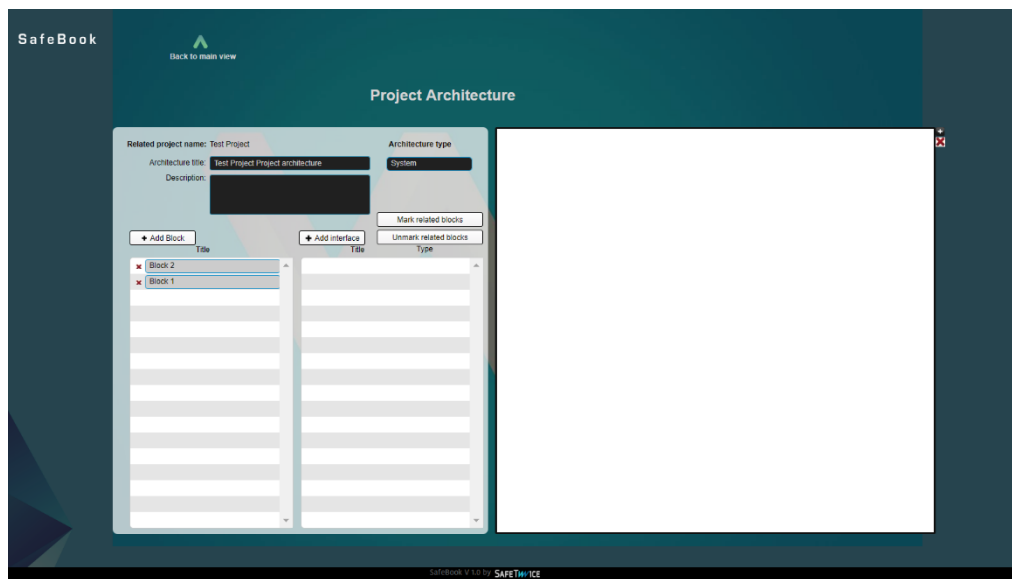 SafeBook
Back to main view
Project Architecture
Related project name: Test Project
Architecture type
Architecture title: Test Project Project architecture
System
Description:
Mark related blocks
+ Add Block
+ Add interface
Unmark related blocks
Title
Title
Type
Block 2
Block 1
SafeBook V 1.0 by SAFETWICE